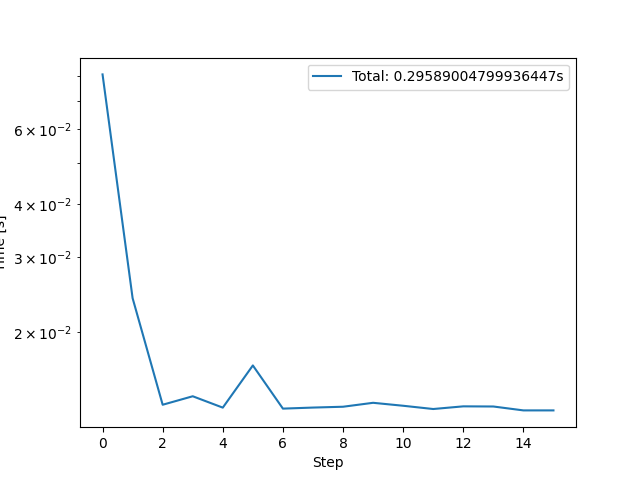 Total: 0.29589004799936447s
6 × 10⁻²
4 × 10⁻²
3 × 10⁻²
2 × 10⁻²
Time [s]
0 2 4 6 8 10 12 14
Step